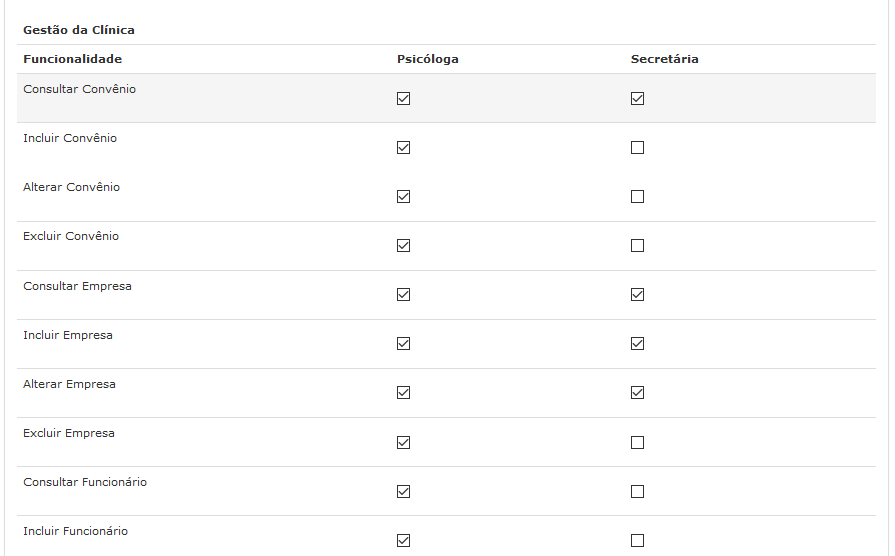 Gestão da Clínica
Funcionalidade Psicóloga Secretária
Consultar Convênio
Incluir Convênio
Alterar Convênio
Excluir Convênio
Consultar Empresa
Incluir Empresa
Alterar Empresa
Excluir Empresa
Consultar Funcionário
Incluir Funcionário